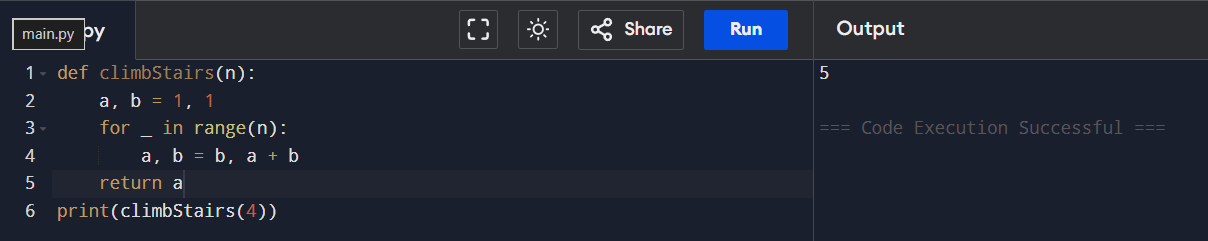 main.py py Share Run Output
1 def climbStairs(n):
2     a, b = 1, 1
3     for _ in range(n):
4         a, b = b, a + b
5     return a
6 print(climbStairs(4))
5
=== Code Execution Successful ===